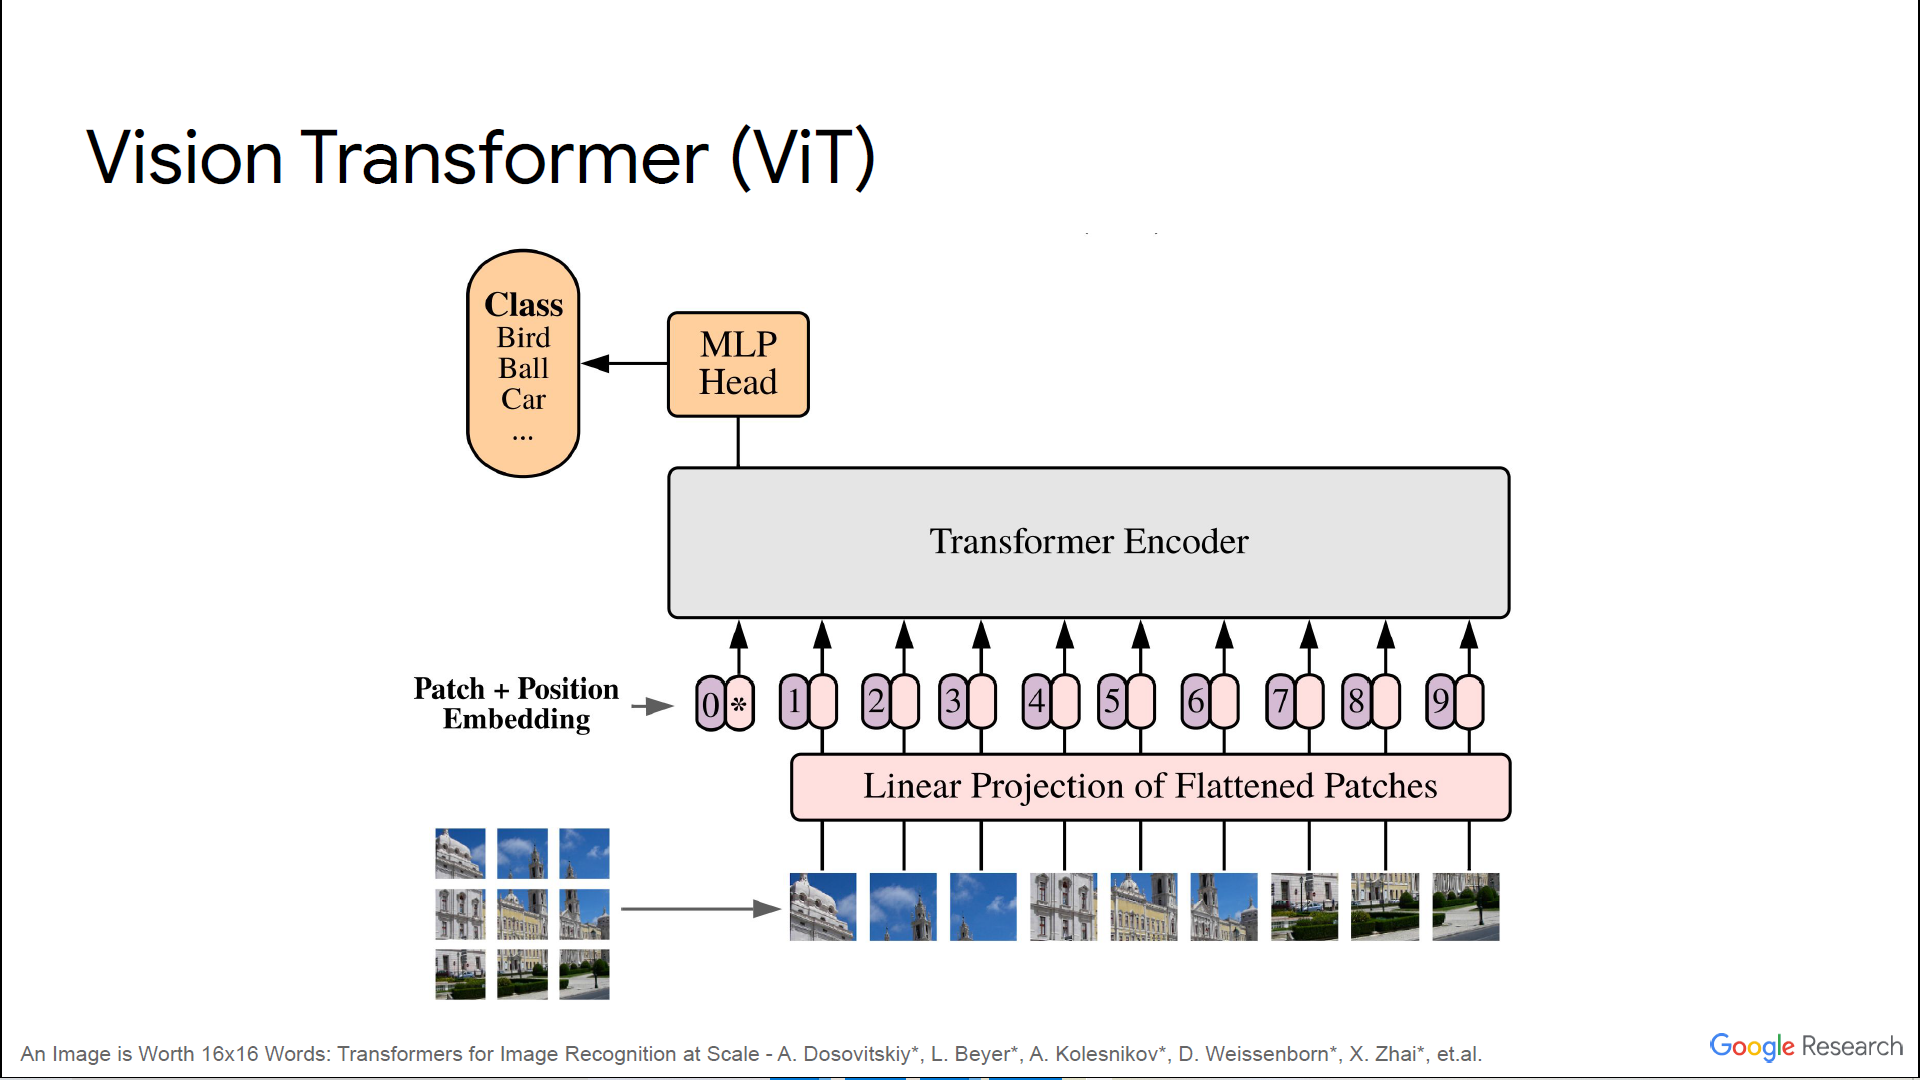 Vision Transformer (ViT)
Class
Bird
Ball
Car
...
MLP
Head
Transformer Encoder
Patch + Position
Embedding
0 * 1 2 3 4 5 6 7 8 9
Linear Projection of Flattened Patches
An Image is Worth 16x16 Words: Transformers for Image Recognition at Scale - A. Dosovitskiy*, L. Beyer*, A. Kolesnikov*, D. Weissenborn*, X. Zhai*, et.al.
Google Research